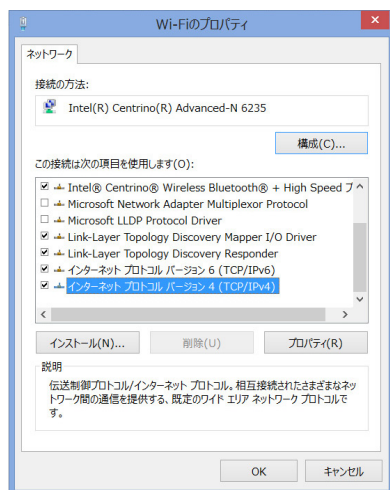 Wi-Fiのプロパティ
ネットワーク
接続の方法:
Intel(R) Centrino(R) Advanced-N 6235
構成(C)...
この接続は次の項目を使用します(O):
Intel® Centrino® Wireless Bluetooth® + High Speed
Microsoft Network Adapter Multiplexor Protocol
Microsoft LLDP Protocol Driver
Link-Layer Topology Discovery Mapper I/O Driver
Link-Layer Topology Discovery Responder
インターネット プロトコル バージョン 6 (TCP/IPv6)
インターネット プロトコル バージョン 4 (TCP/IPv4)
インストール(N)...
削除(U)
プロパティ(R)
説明
伝送制御プロトコル/インターネット プロトコル。相互接続されたさまざまなネッ
トワーク間の通信を提供する、既定のワイド エリア ネットワーク プロトコルで
す。
OK
キャンセル